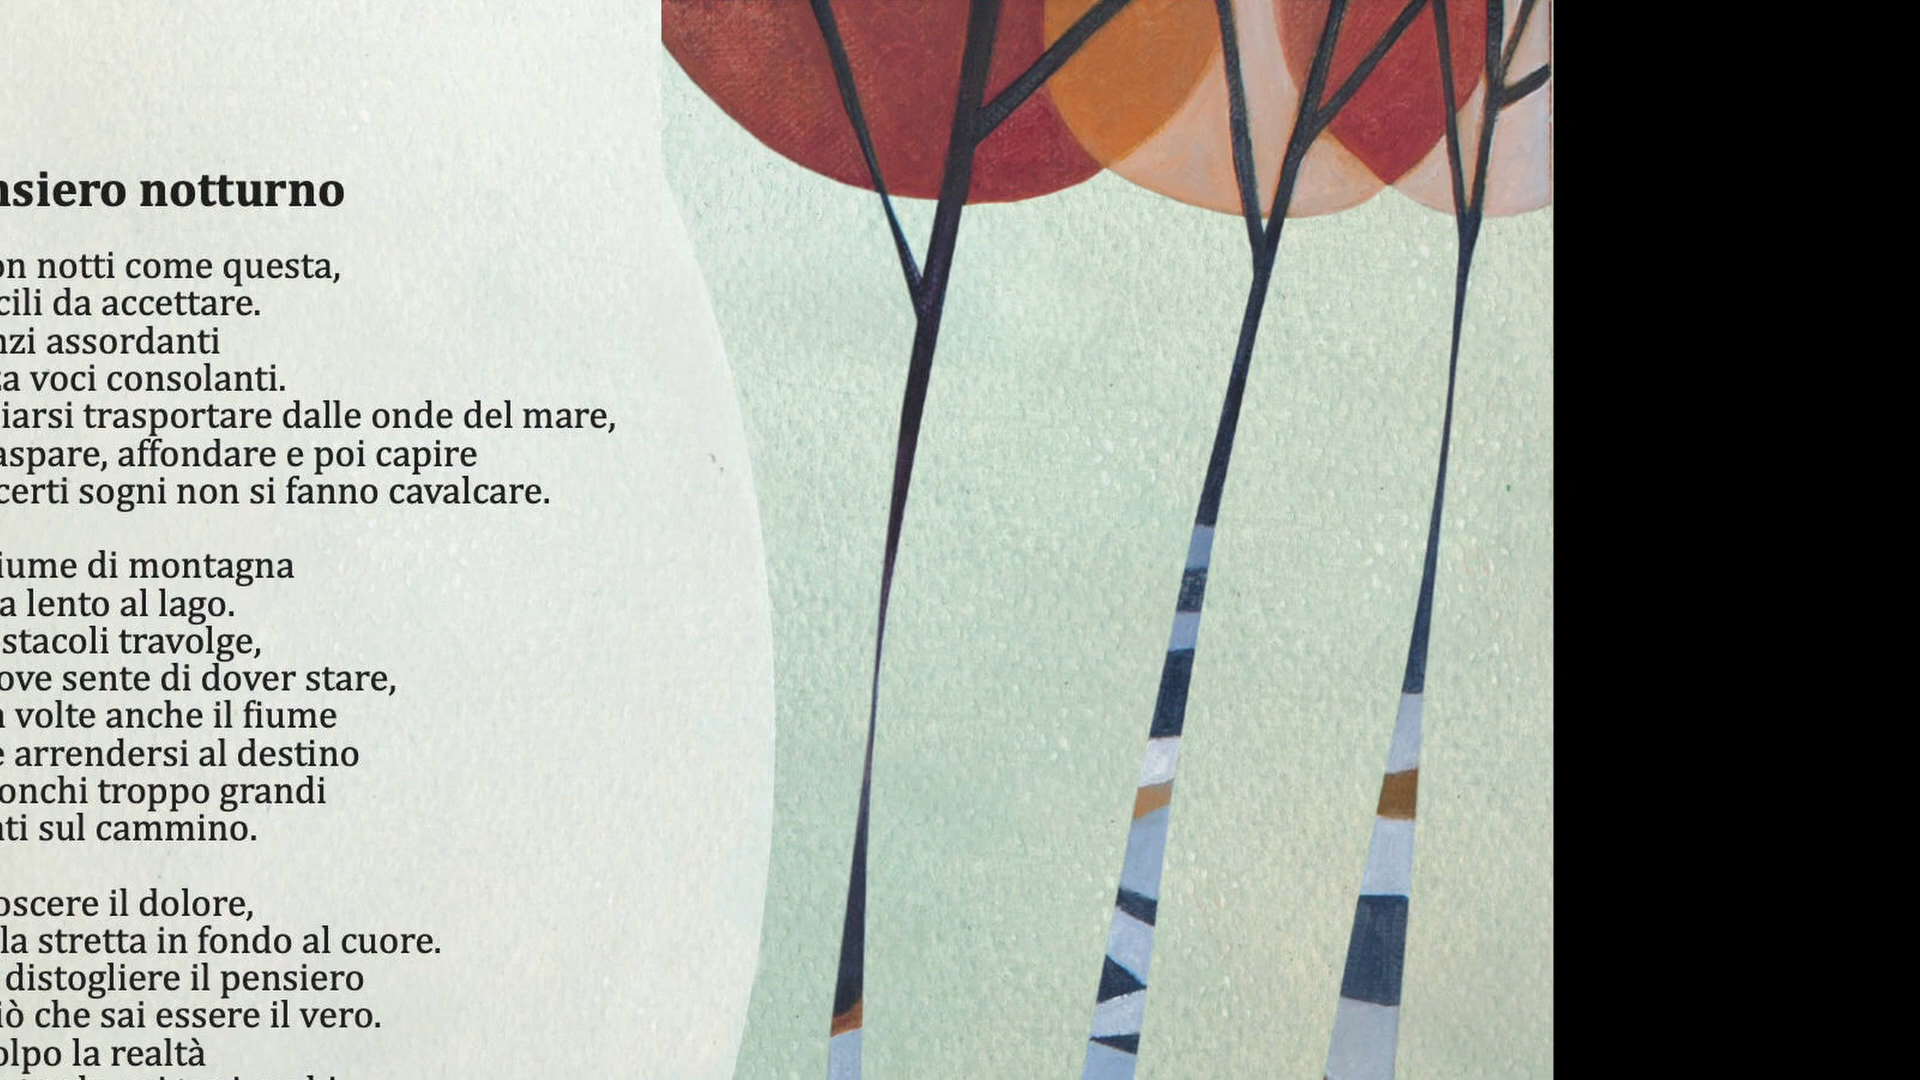 nsiero notturno
on notti come questa,
cili da accettare.
nzi assordanti
za voci consolanti.
iarsi trasportare dalle onde del mare,
aspare, affondare e poi capire
certi sogni non si fanno cavalcare.
iume di montagna
a lento al lago.
stacoli travolge,
ove sente di dover stare,
a volte anche il fiume
e arrendersi al destino
onchi troppo grandi
ati sul cammino.
oscere il dolore,
la stretta in fondo al cuore.
distogliere il pensiero
iò che sai essere il vero.
olpo la realtà